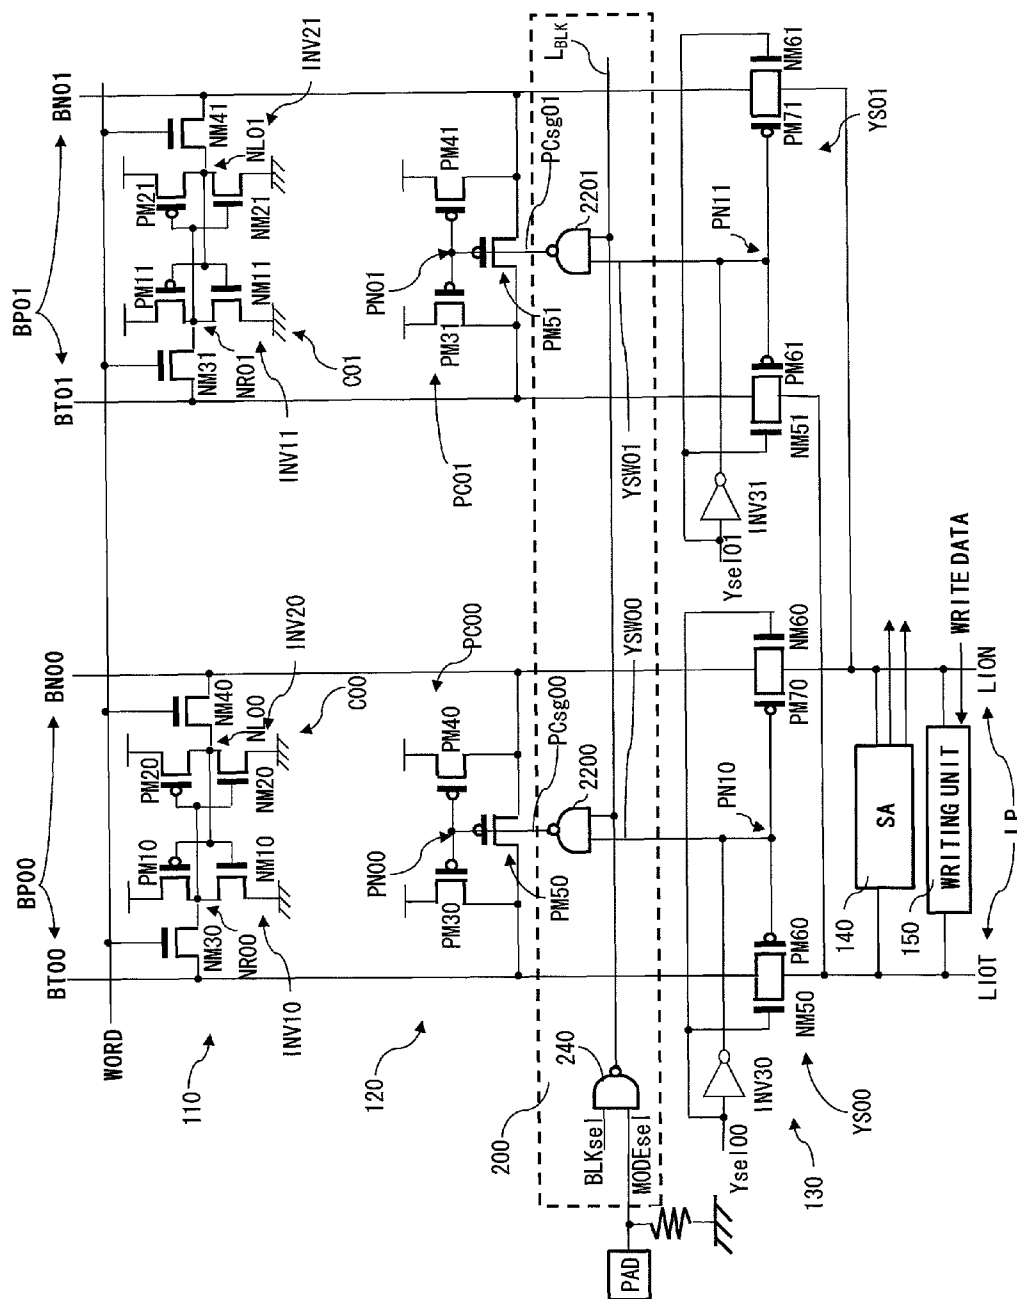 BP00
BP01
BT00
BN00
BT01
BN01
WORD
110
NM30
NR00
INV10
PM10
NM10
PM20
NM20
NL00
NM40
INV20
C00
NM31
NR01
INV11
PM11
NM11
C01
PM21
NM21
NL01
NM41
INV21
120
PN00
PM30
PM40
PC00
PM50
PCsg00
PC01
PN01
PM31
PM41
PM51
PCsg01
200
240
BLKsel
MODEsel
PAD
2200
YSW00
2201
YSW01
LBLK
130
Ysel00
INV30
YS00
NM50
PM60
PN10
PM70
NM60
Ysel01
INV31
NM51
PM61
PN11
PM71
NM61
YS01
140
SA
150
WRITING UNIT
WRITE DATA
LIOT
LION
LP